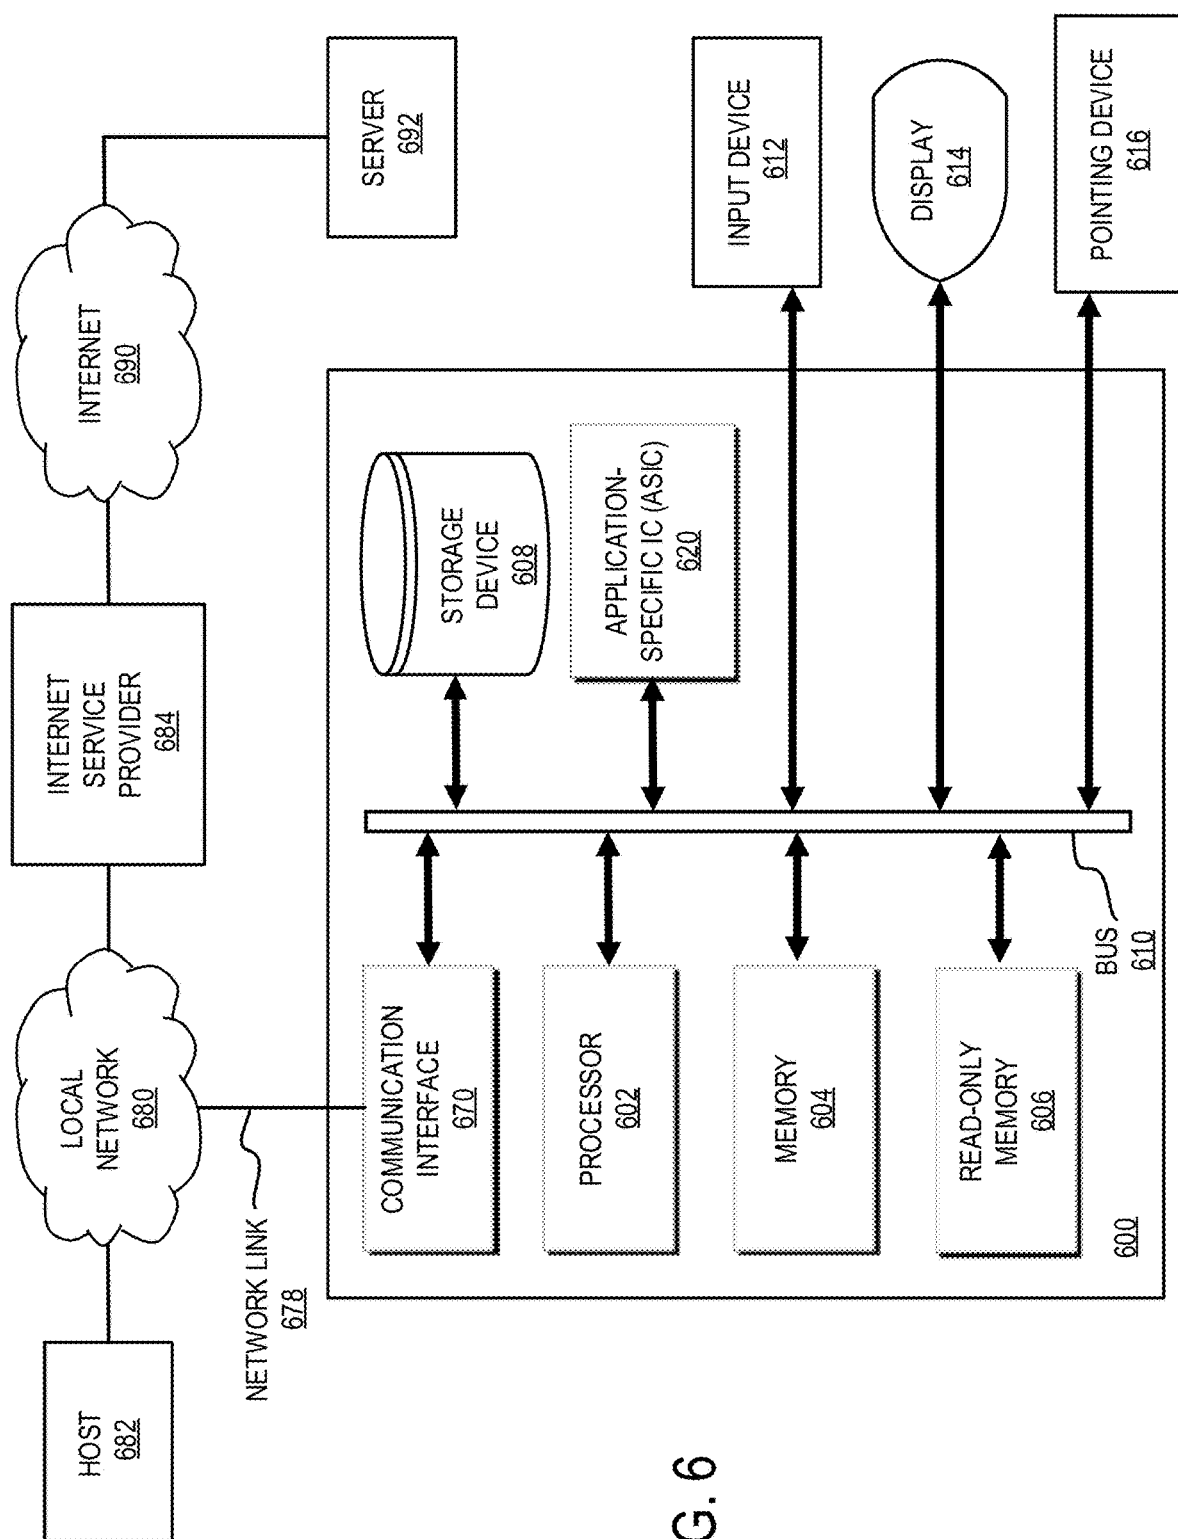 HOST
682
LOCAL
NETWORK
680
INTERNET
SERVICE
PROVIDER
684
INTERNET
690
SERVER
692
NETWORK LINK
678
COMMUNICATION
INTERFACE
670
STORAGE
DEVICE
608
PROCESSOR
602
APPLICATION-
SPECIFIC IC (ASIC)
620
MEMORY
604
INPUT DEVICE
612
READ-ONLY
MEMORY
606
DISPLAY
614
BUS
610
POINTING DEVICE
616
600
G. 6